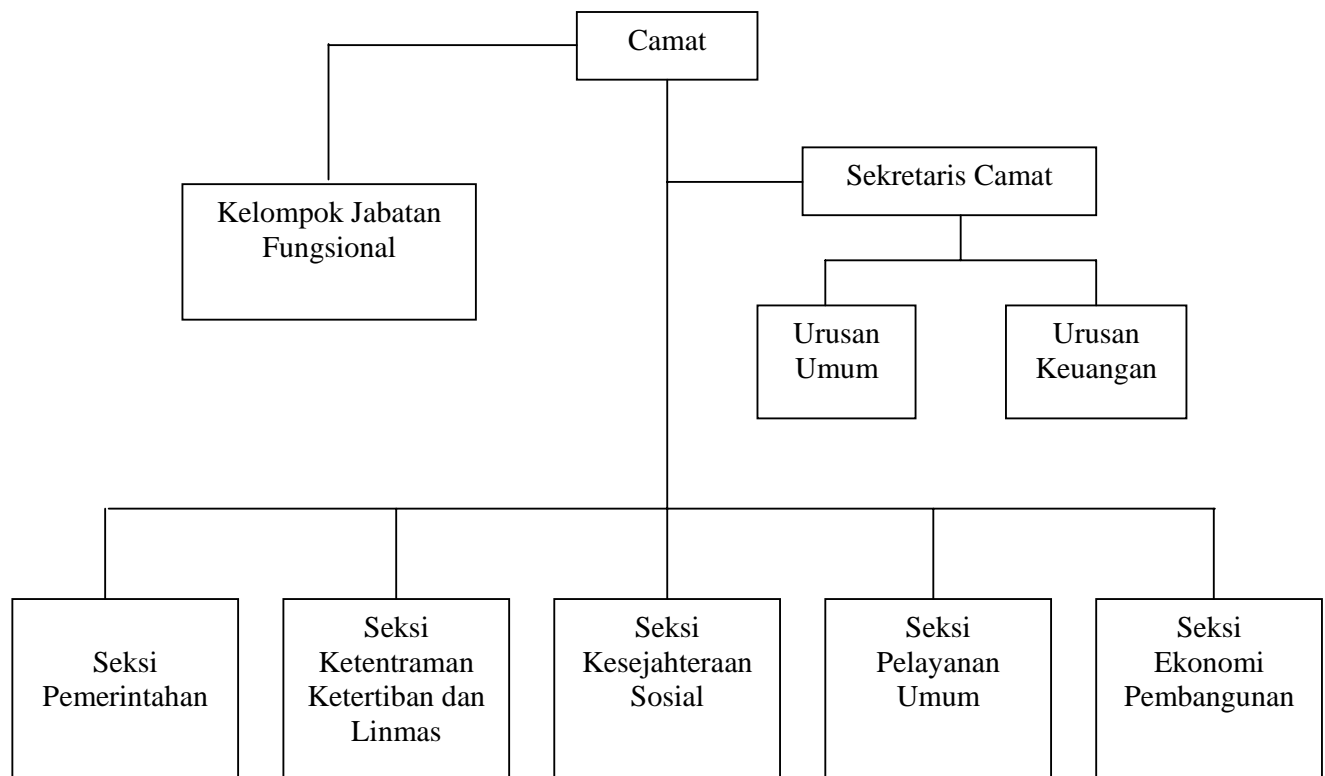 Camat
Sekretaris Camat
Kelompok Jabatan
Fungsional
Urusan
Umum
Urusan
Keuangan
Seksi
Pemerintahan
Seksi
Ketentraman
Ketertiban dan
Linmas
Seksi
Kesejahteraan
Sosial
Seksi
Pelayanan
Umum
Seksi
Ekonomi
Pembangunan